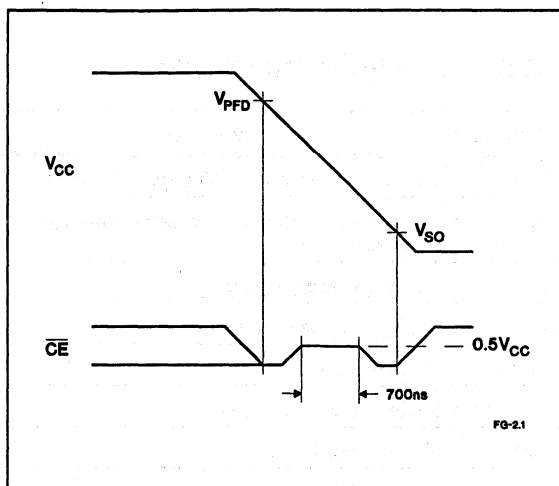 V_PFD
V_CC
V_SO
CE
0.5V_CC
700ns
FG-2.1